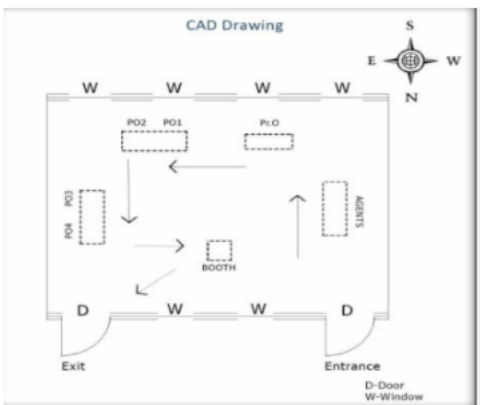 CAD Drawing
S
E W
N
W W W W
PO2 PO1 Pr.O
PO3
PO4
AGENTS
BOOTH
D W W D
Exit Entrance
D-Door
W-Window